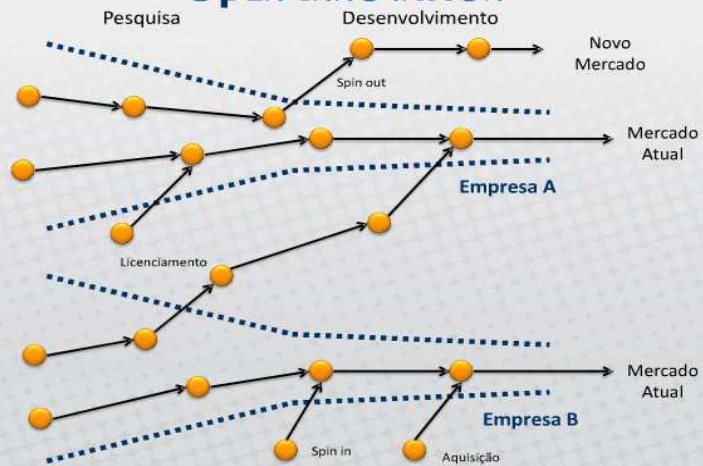 Pesquisa
Desenvolvimento
Novo
Mercado
Spin out
Mercado
Atual
Empresa A
Licenciamento
Mercado
Atual
Empresa B
Spin in
Aquisição